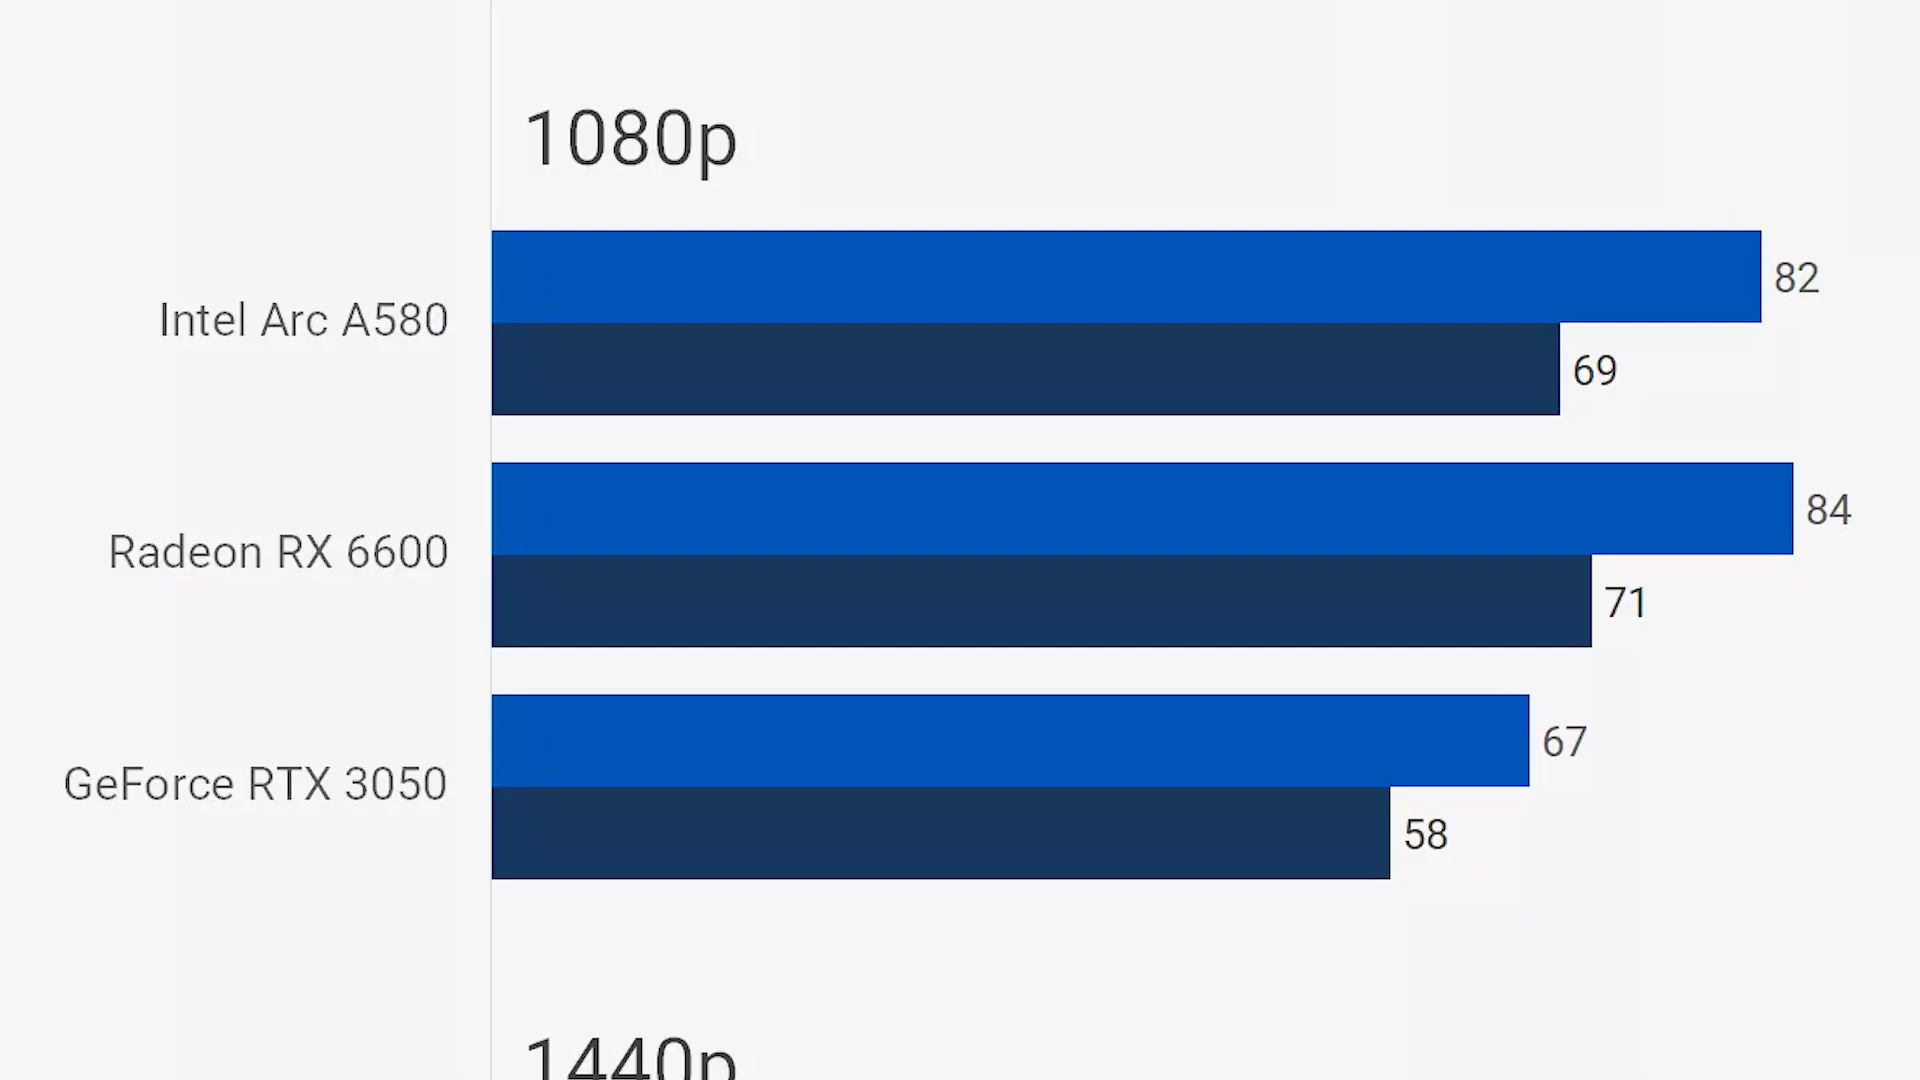 1080p
Intel Arc A580
82
69
Radeon RX 6600
84
71
GeForce RTX 3050
67
58
1440p